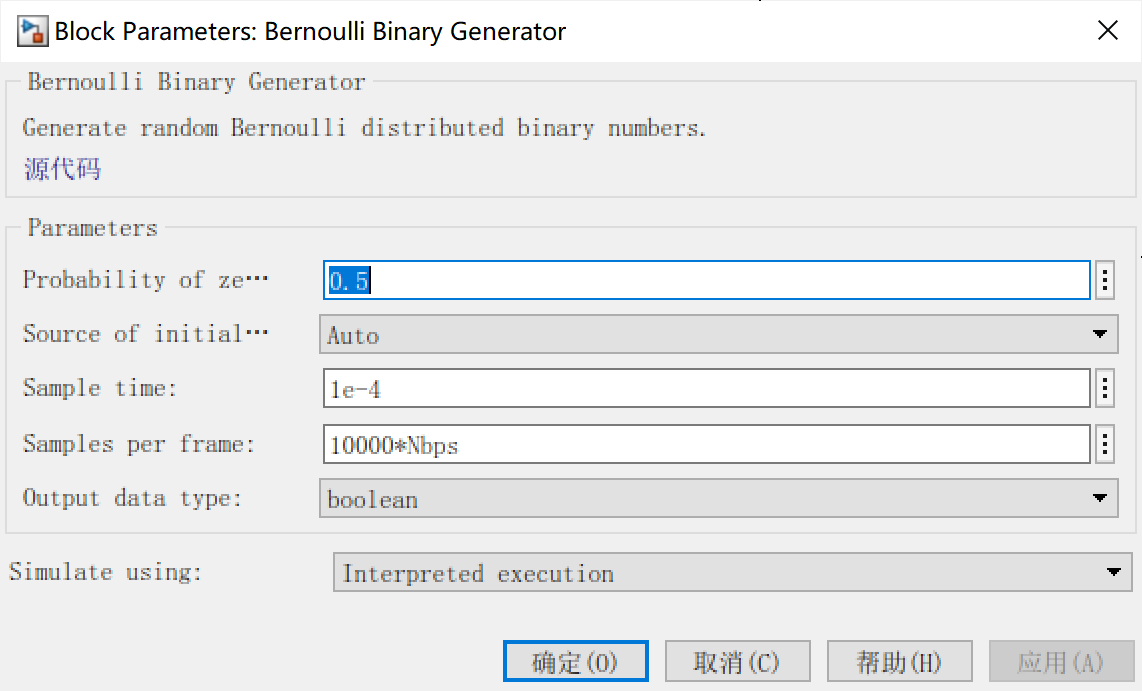 Block Parameters: Bernoulli Binary Generator
Bernoulli Binary Generator
Generate random Bernoulli distributed binary numbers.
源代码
Parameters
Probability of ze… 0.5
Source of initial… Auto
Sample time: 1e-4
Samples per frame: 10000*Nbps
Output data type: boolean
Simulate using: Interpreted execution
确定(O) 取消(C) 帮助(H) 应用(A)